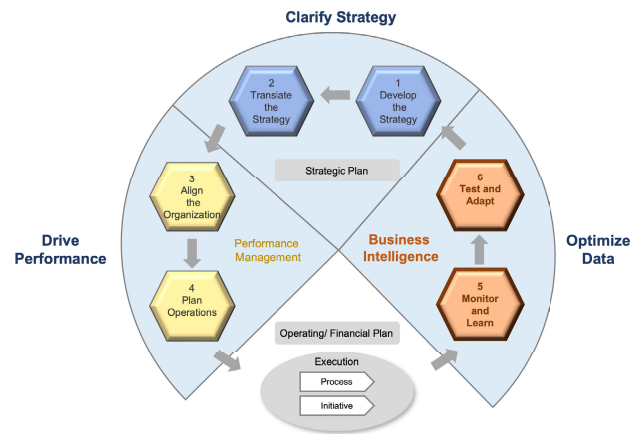 Clarify Strategy
2
Translate
the
Strategy
1
Develop
the
Strategy
3
Align
the
Organization
Strategic Plan
6
Test and
Adapt
Drive
Performance
Performance
Management
Business
Intelligence
Optimize
Data
4
Plan
Operations
5
Monitor
and
Learn
Operating/ Financial Plan
Execution
Process
Initiative